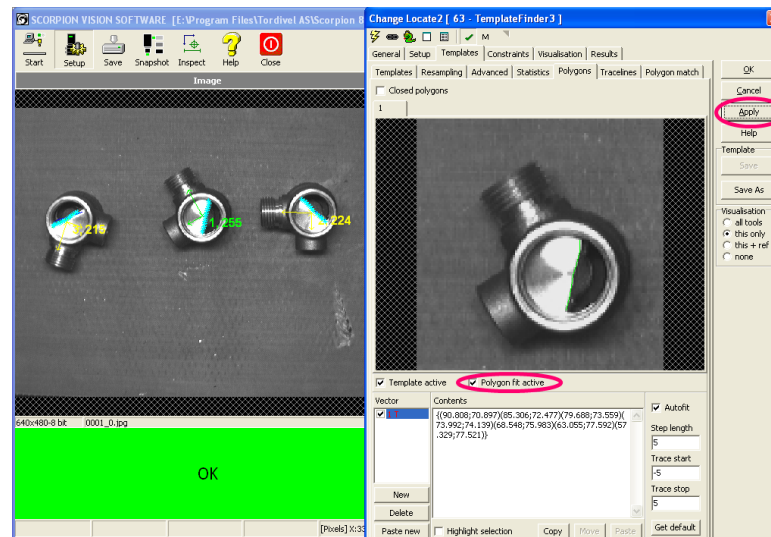 SCORPION VISION SOFTWARE [E:\Program Files\Tordivel AS\Scorpion 8
Start Setup Save Snapshot Inspect Help Close
Image
.219
1 .255
.224
640x480-8 bit 0001_0.jpg
OK
[Pixels] X:33
Change Locate2 [ 63 - TemplateFinder3 ]
M
General Setup Templates Constraints Visualisation Results
Templates Resampling Advanced Statistics Polygons Tracelines Polygon match
Closed polygons
1
Template active Polygon fit active
Vector Contents
{(90.808;70.897)(85.306;72.477)(79.688;73.559)(
73.992;74.139)(68.548;75.983)(63.055;77.592)(57
.329;77.521)}
Autofit
Step length
5
Trace start
-5
Trace stop
5
Get default
New
Delete
Paste new
Highlight selection Copy Move Paste
OK
Cancel
Apply
Help
Template
Save
Save As
Visualisation
all tools
this only
this + ref
none